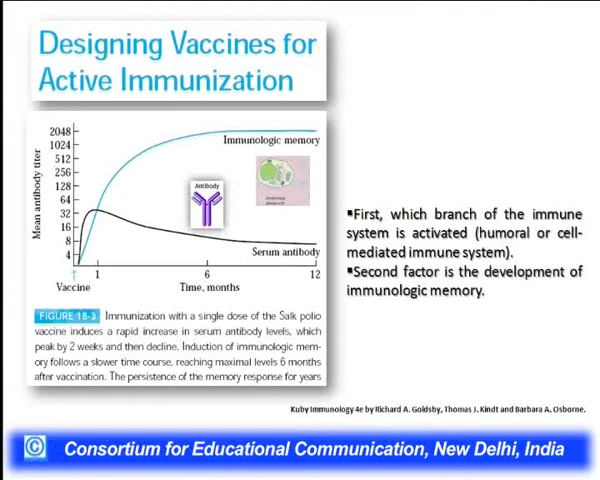 Designing Vaccines for
Active Immunization
2048
1024
512
256
128
64
32
16
8
4
Mean antibody titer
Immunologic memory
Antibody
Serum antibody
1
6
12
Vaccine
Time, months
FIGURE 18-3 Immunization with a single dose of the Salk polio
vaccine induces a rapid increase in serum antibody levels, which
peak by 2 weeks and then decline. Induction of immunologic mem-
ory follows a slower time course, reaching maximal levels 6 months
after vaccination. The persistence of the memory response for years
▪First, which branch of the immune
system is activated (humoral or cell-
mediated immune system).
▪Second factor is the development of
immunologic memory.
Kuby Immunology 4e by Richard A. Goldsby, Thomas J. Kindt and Barbara A. Osborne.
© Consortium for Educational Communication, New Delhi, India